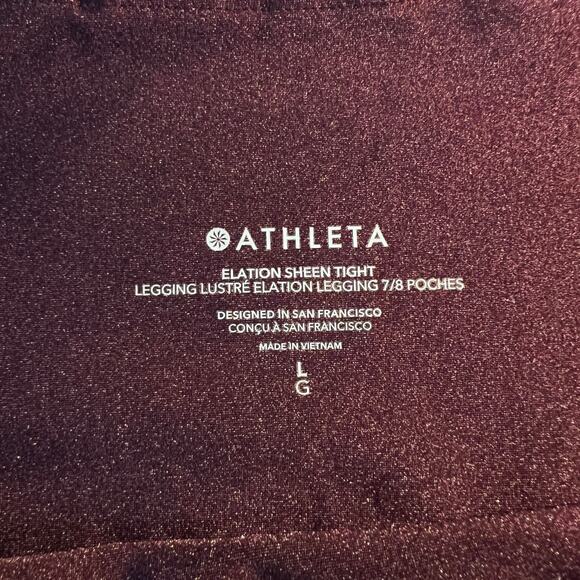 ATHLETA
ELATION SHEEN TIGHT
LEGGING LUSTRÉ ELATION LEGGING 7/8 POCHES
DESIGNED IN SAN FRANCISCO
CONÇU À SAN FRANCISCO
MADE IN VIETNAM
L
G